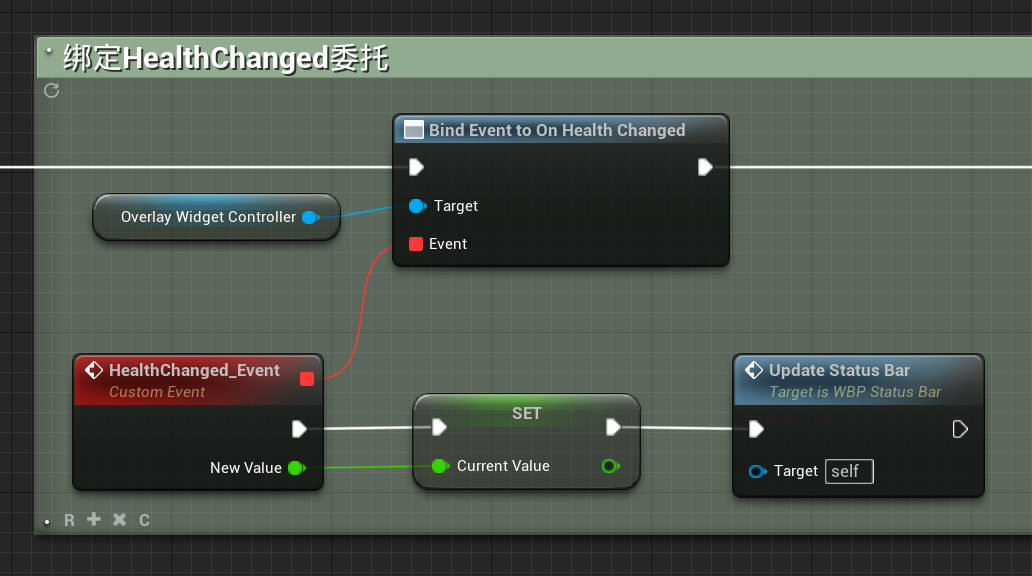 绑定HealthChanged委托
Bind Event to On Health Changed
Overlay Widget Controller
Target
Event
HealthChanged_Event
Custom Event
New Value
SET
Current Value
Update Status Bar
Target is WBP Status Bar
Target self
R C